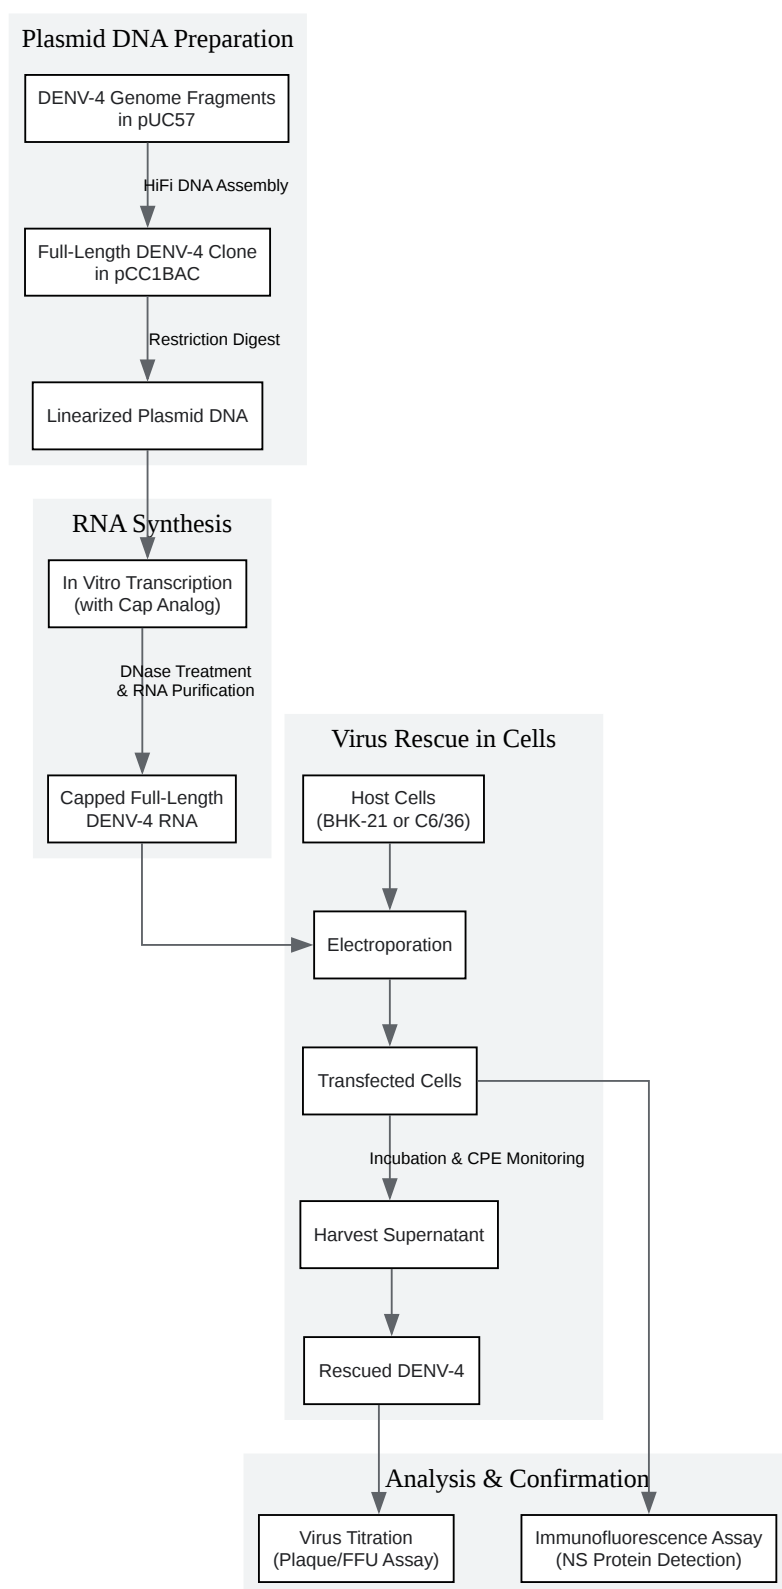 Plasmid DNA Preparation
DENV-4 Genome Fragments
in pUC57
HiFi DNA Assembly
Full-Length DENV-4 Clone
in pCC1BAC
Restriction Digest
Linearized Plasmid DNA
RNA Synthesis
In Vitro Transcription
(with Cap Analog)
DNase Treatment
& RNA Purification
Capped Full-Length
DENV-4 RNA
Virus Rescue in Cells
Host Cells
(BHK-21 or C6/36)
Electroporation
Transfected Cells
Incubation & CPE Monitoring
Harvest Supernatant
Rescued DENV-4
Analysis & Confirmation
Virus Titration
(Plaque/FFU Assay)
Immunofluorescence Assay
(NS Protein Detection)